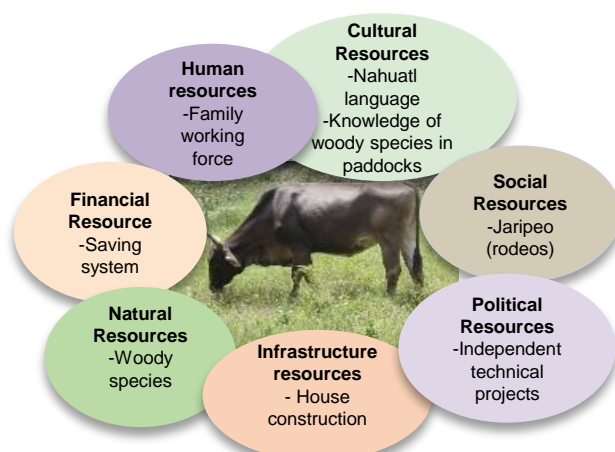 Cultural
Resources
-Nahuatl
language
-Knowledge of
woody species in
paddocks
Human
resources
-Family
working
force
Social
Resources
-Jaripeo
(rodeos)
Financial
Resource
-Saving
system
Political
Resources
-Independent
technical
projects
Natural
Resources
-Woody
species
Infrastructure
resources
- House
construction